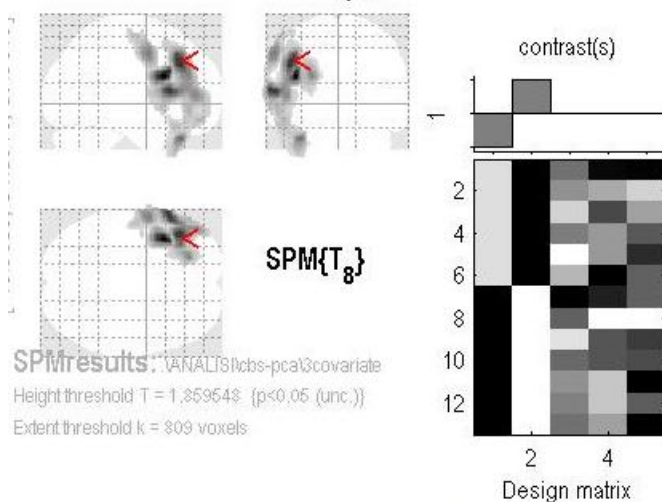 contrast(s)
1
SPM{T8}
SPMresults: \ANALISI\cbs-pca\3covariate
Height threshold T = 1.859548 {p<0.05 (unc.)}
Extent threshold k = 809 voxels
2
4
6
8
10
12
2 4
Design matrix